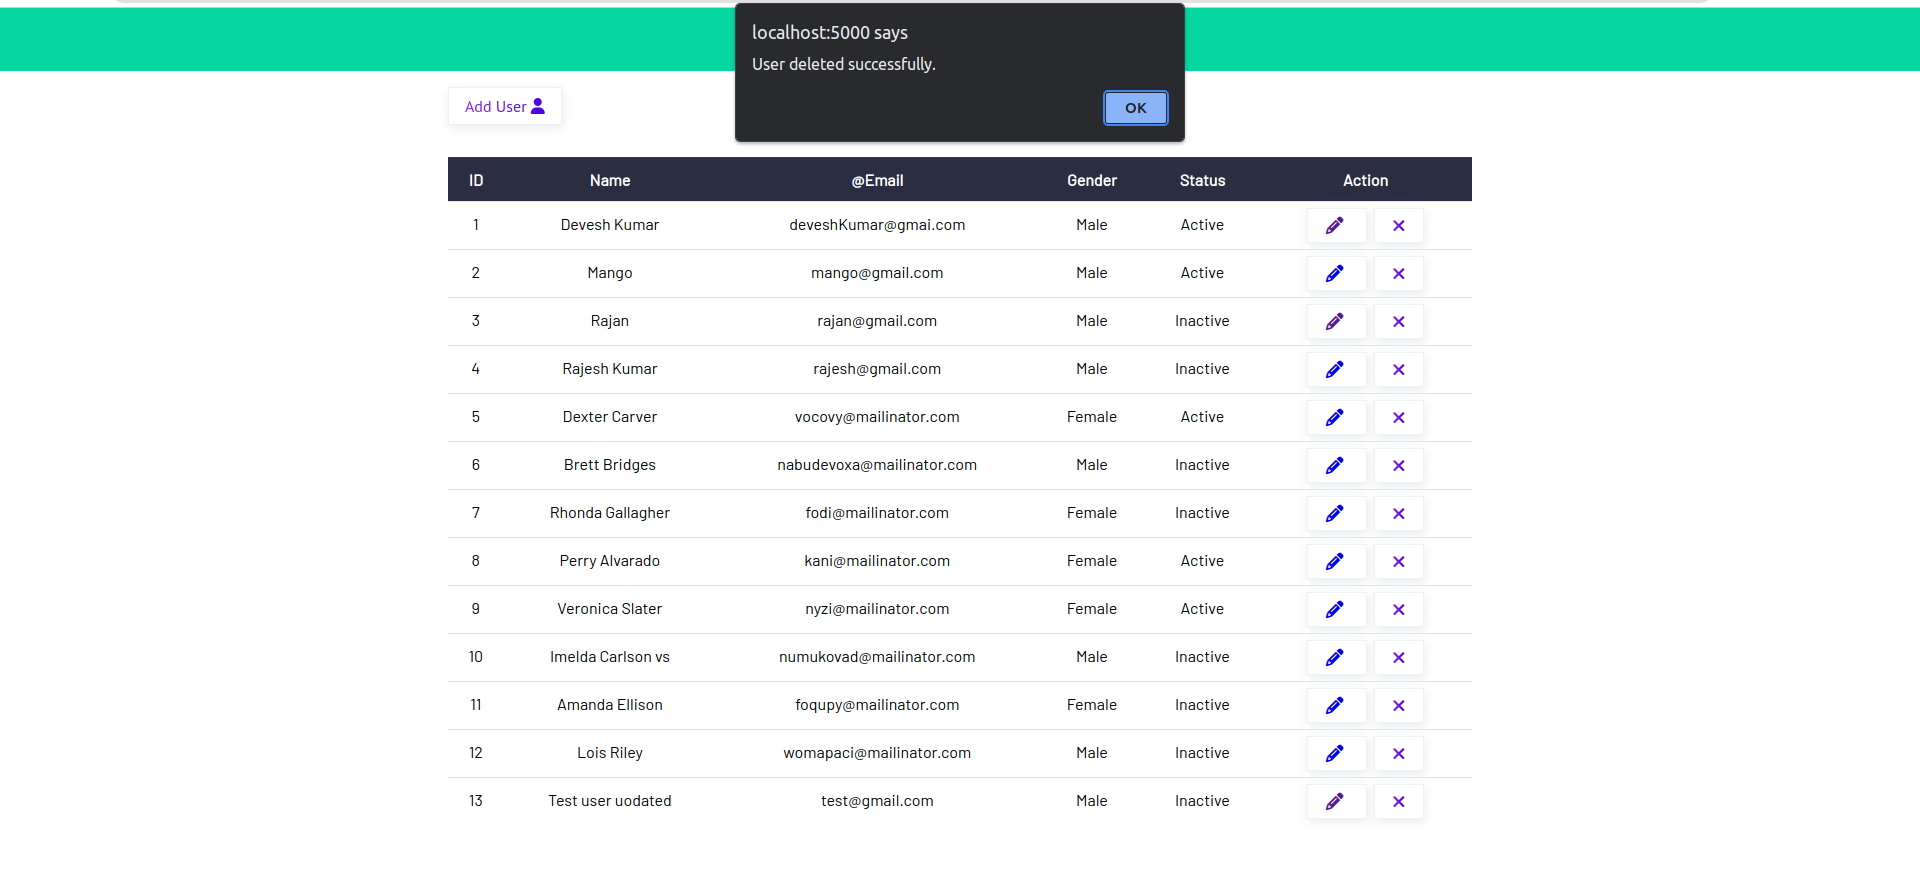 localhost:5000 says
User deleted successfully.
OK
Add User
ID Name @Email Gender Status Action
1 Devesh Kumar deveshKumar@gmai.com Male Active
2 Mango mango@gmail.com Male Active
3 Rajan rajan@gmail.com Male Inactive
4 Rajesh Kumar rajesh@gmail.com Male Inactive
5 Dexter Carver vocovy@mailinator.com Female Active
6 Brett Bridges nabudevoxa@mailinator.com Male Inactive
7 Rhonda Gallagher fodi@mailinator.com Female Inactive
8 Perry Alvarado kani@mailinator.com Female Active
9 Veronica Slater nyzi@mailinator.com Female Active
10 Imelda Carlson vs numukovad@mailinator.com Male Inactive
11 Amanda Ellison foqupy@mailinator.com Female Inactive
12 Lois Riley womapaci@mailinator.com Male Inactive
13 Test user uodated test@gmail.com Male Inactive